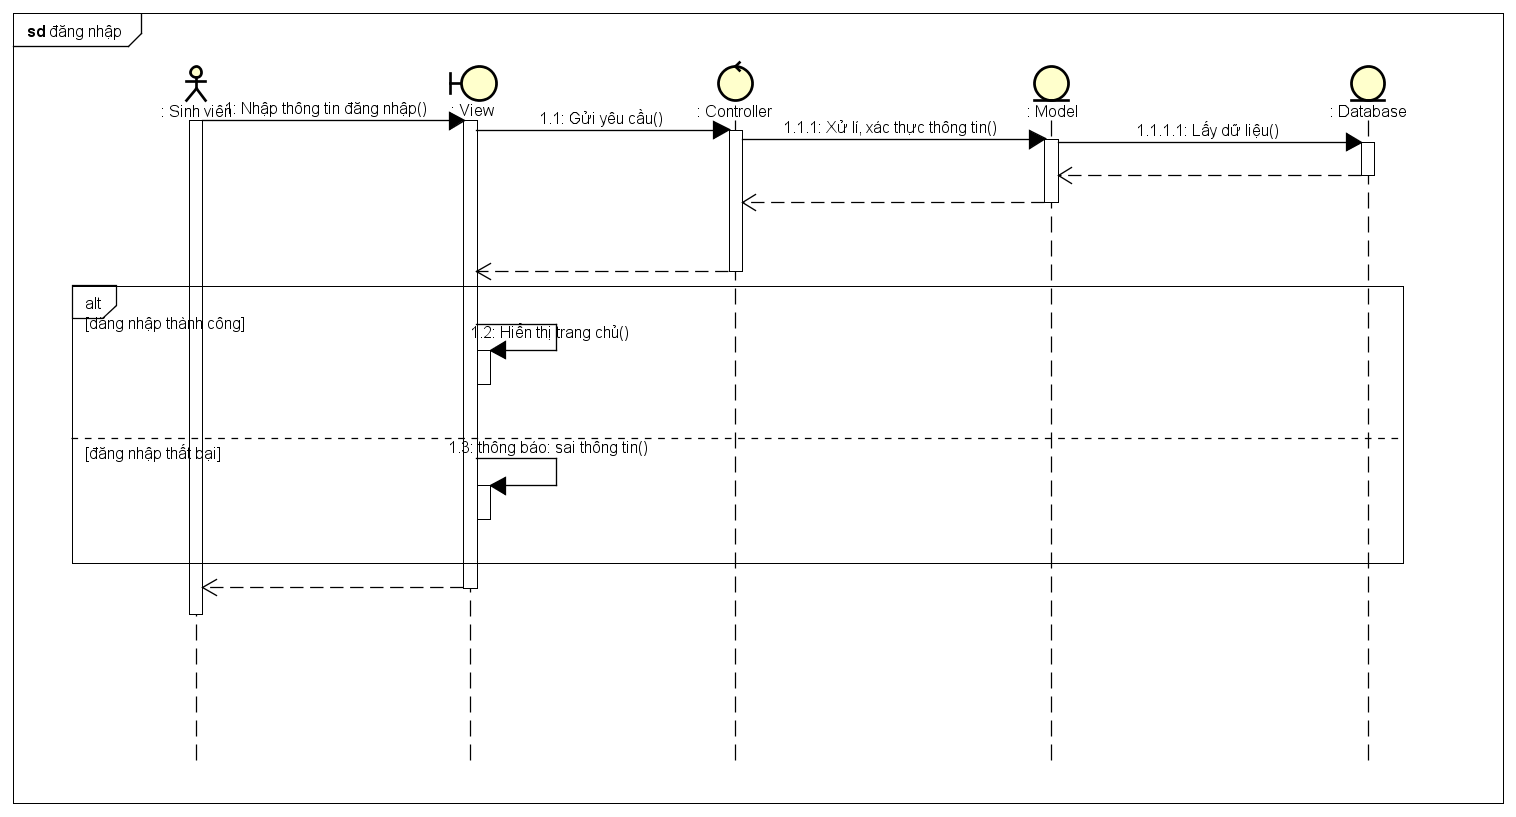 sd đăng nhập
: Sinh viên
: View
: Controller
: Model
: Database
1: Nhập thông tin đăng nhập()
1.1: Gửi yêu cầu()
1.1.1: Xử lí, xác thực thông tin()
1.1.1.1: Lấy dữ liệu()
alt
[đăng nhập thành công]
1.2: Hiển thị trang chủ()
[đăng nhập thất bại]
1.3: thông báo: sai thông tin()